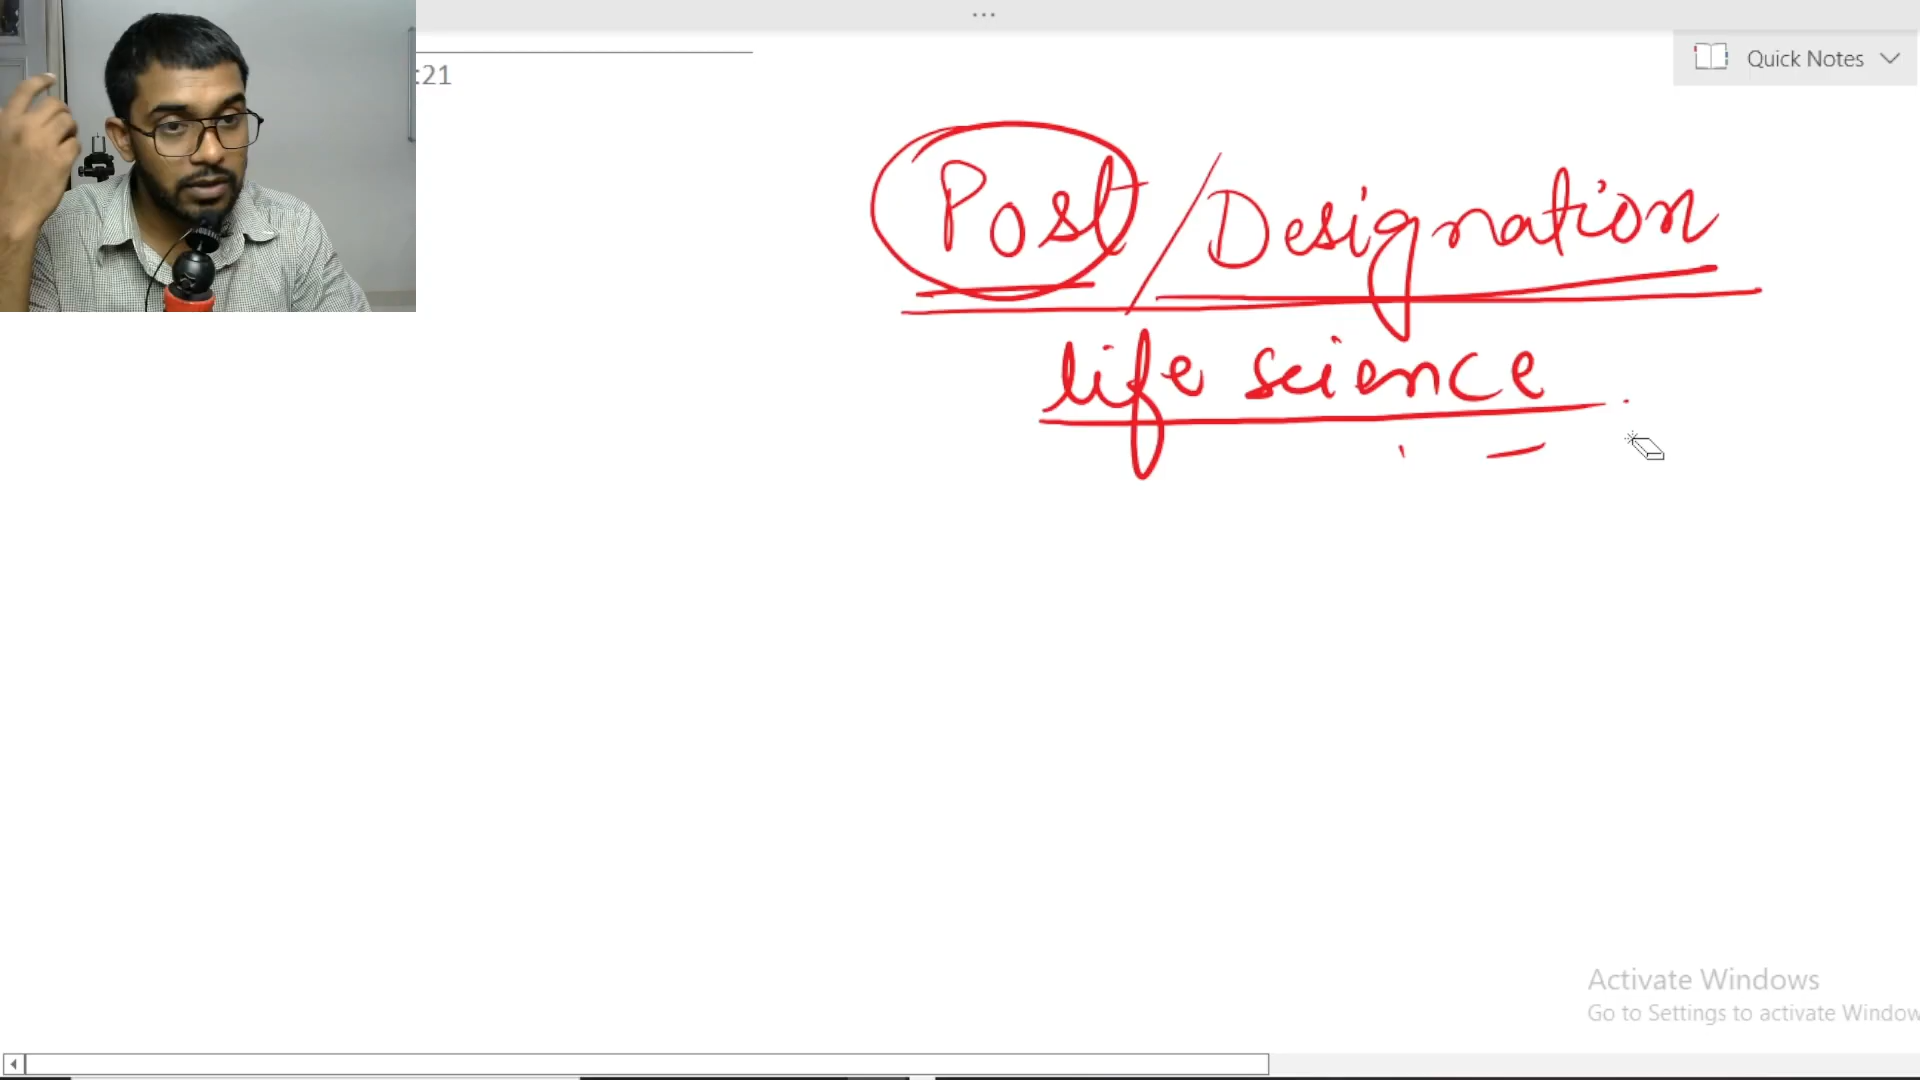 ...
Quick Notes
:21
Post/Designation
life science
Activate Windows
Go to Settings to activate Window